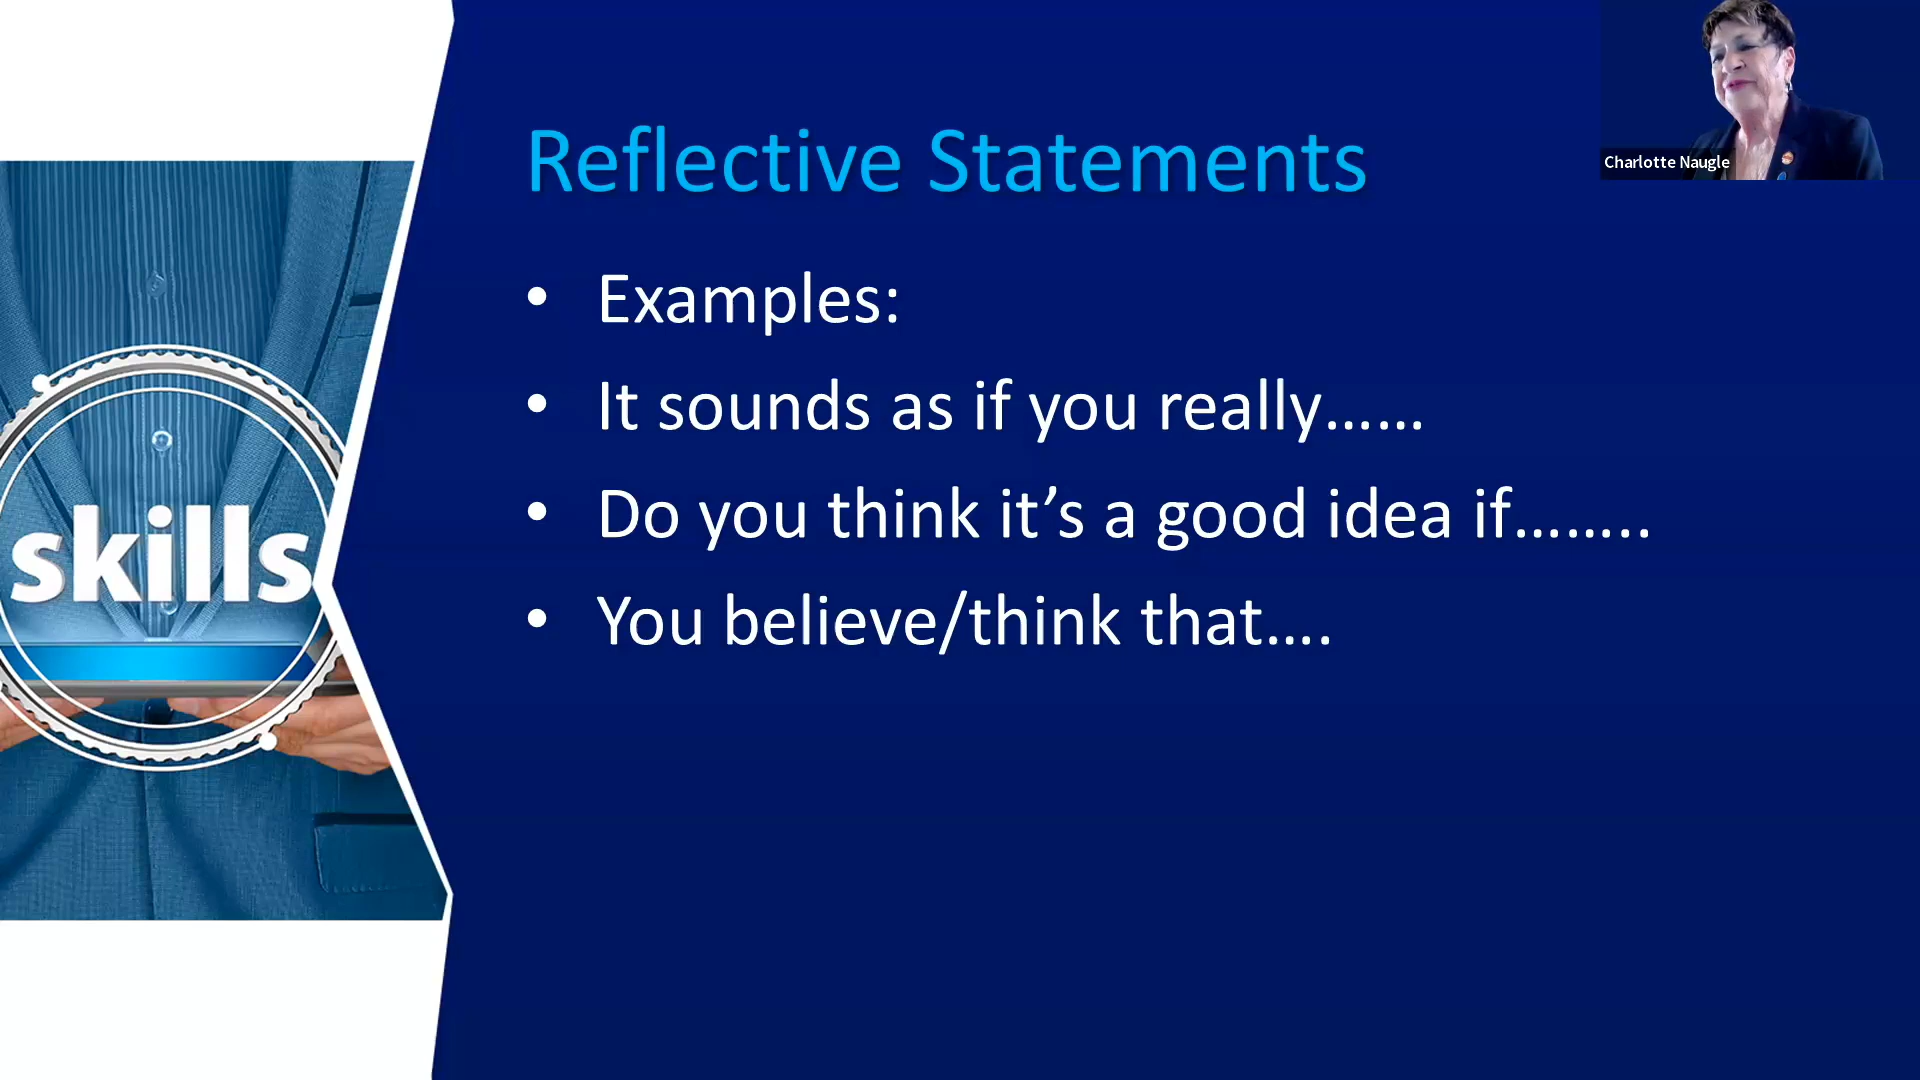 Reflective Statements
• Examples:
• It sounds as if you really……
• Do you think it’s a good idea if……..
• You believe/think that….
skills
Charlotte Naugle